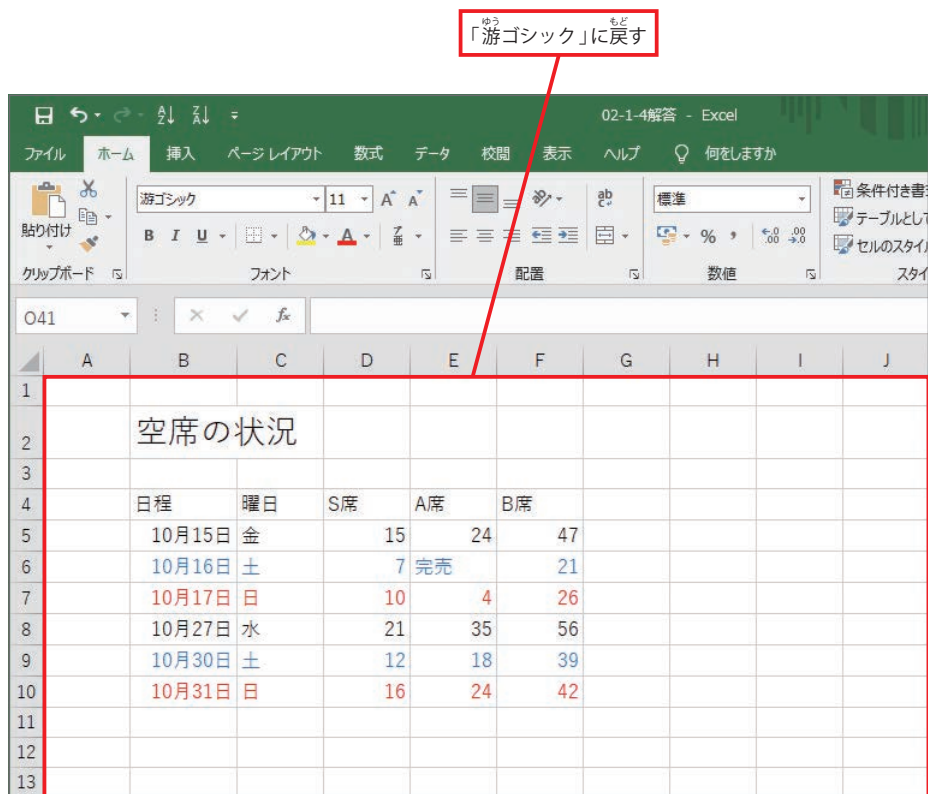 「游ゴシック」に戻す
ゆう
もど
02-1-4解答 - Excel
ファイル ホーム 挿入 ページ レイアウト 数式 データ 校閲 表示 ヘルプ 何をしますか
游ゴシック 11 A A ab 標準 条件付き書
貼り付け B I U A 亜 % , .00 テーブルとして
セルのスタイル
クリップボード フォント 配置 数値 スタイ
O41 fx
A B C D E F G H I J
1
2 空席の状況
3
4 日程 曜日 S席 A席 B席
5 10月15日 金 15 24 47
6 10月16日 土 7 完売 21
7 10月17日 日 10 4 26
8 10月27日 水 21 35 56
9 10月30日 土 12 18 39
10 10月31日 日 16 24 42
11
12
13